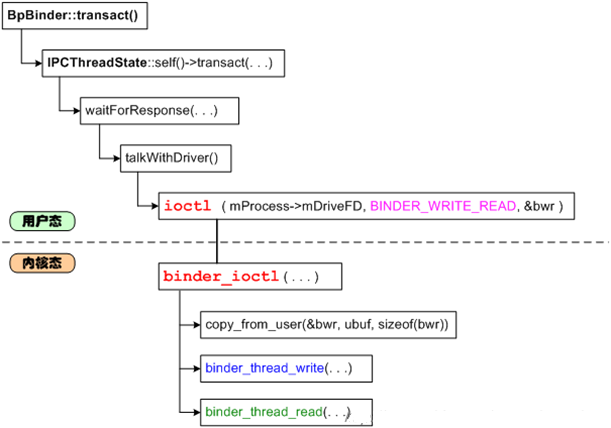 BpBinder::transact()
IPCThreadState::self()->transact(. . .)
waitForResponse(. . .)
talkWithDriver()
ioctl ( mProcess->mDriveFD, BINDER_WRITE_READ, &bwr )
用户态
内核态
binder_ioctl(. . .)
copy_from_user(&bwr, ubuf, sizeof(bwr))
binder_thread_write(. . .)
binder_thread_read(. . .)